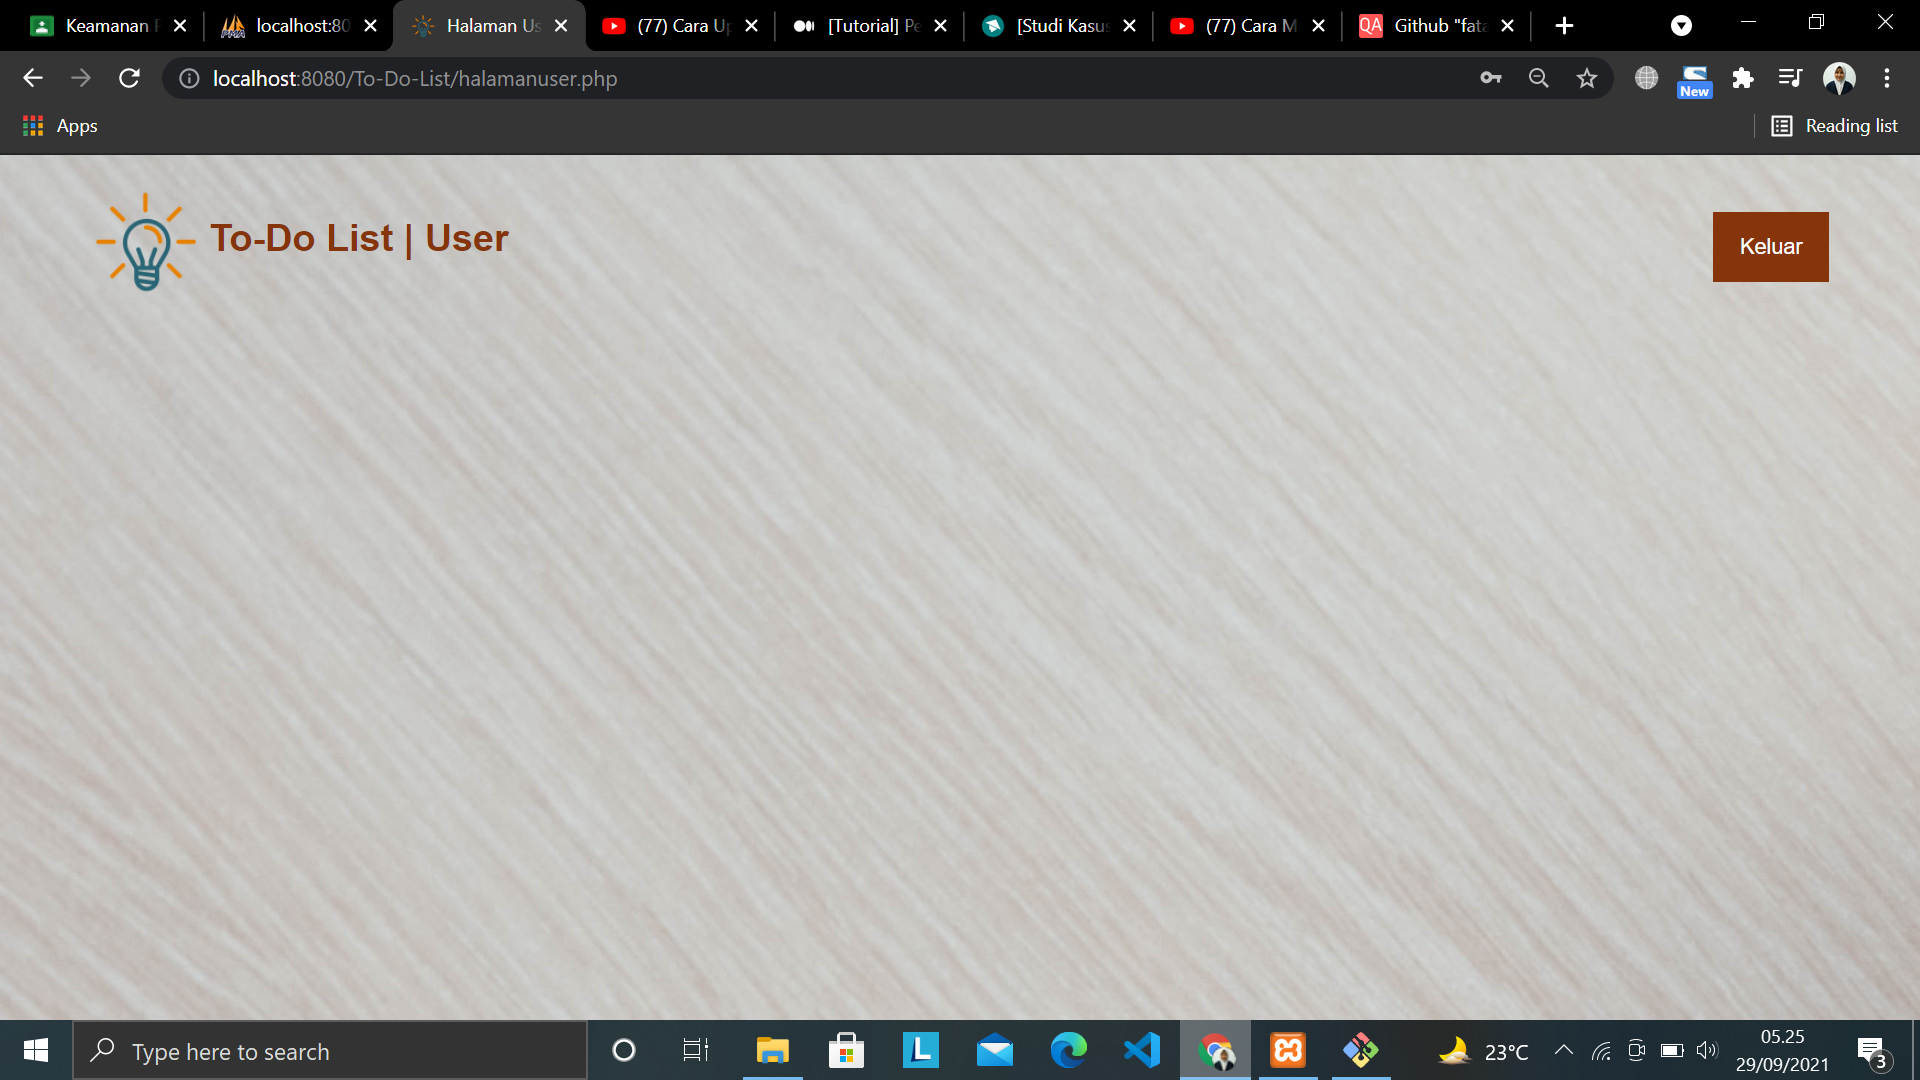 Keamanan P
localhost:80
Halaman Us
(77) Cara Up
[Tutorial] Pe
[Studi Kasus
(77) Cara M
QA
Github "fata
localhost:8080/To-Do-List/halamanuser.php
New
Apps
Reading list
To-Do List | User
Keluar
Type here to search
L
23°C
05.25
29/09/2021
3